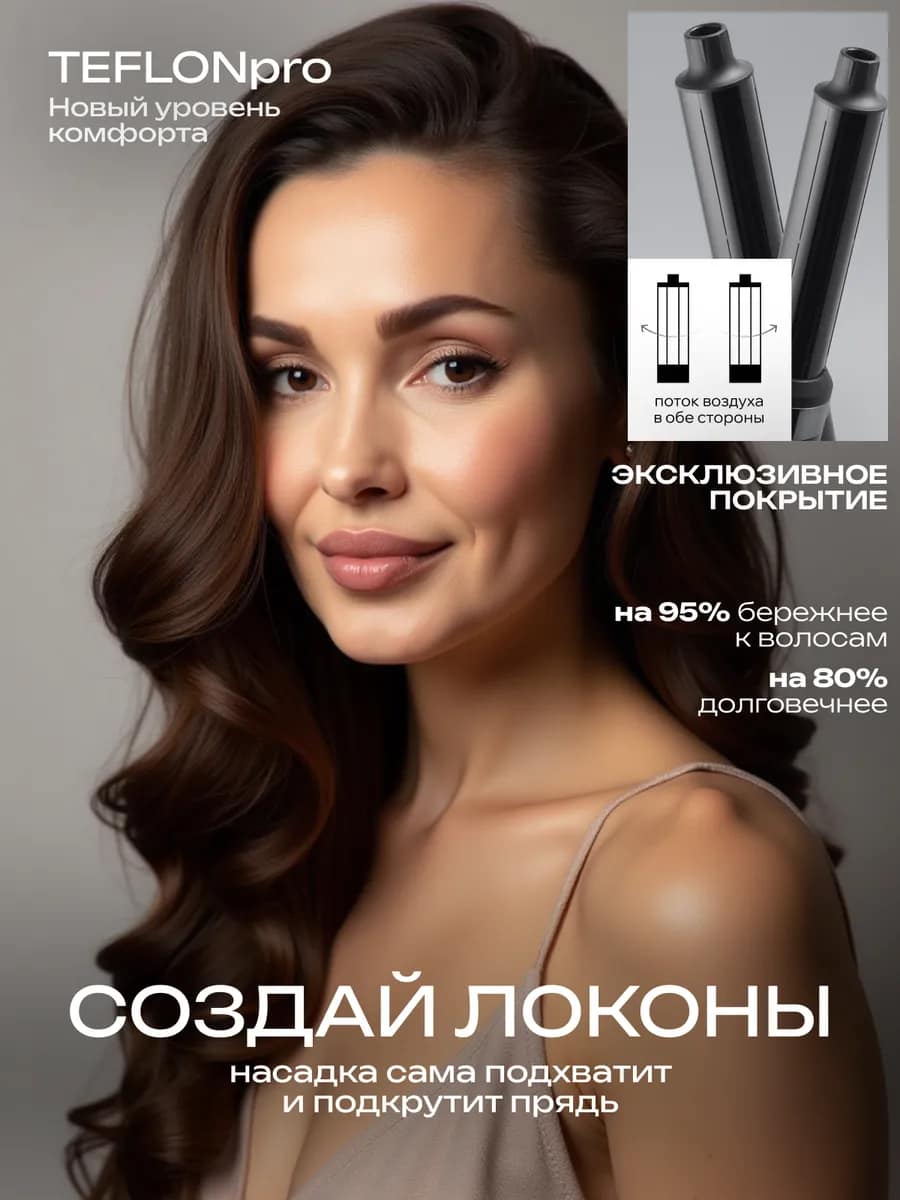 TEFLONpro
Новый уровень
комфорта
поток воздуха
в обе стороны
ЭКСКЛЮЗИВНОЕ
ПОКРЫТИЕ
на 95% бережнее
к волосам
на 80%
долговечнее
СОЗДАЙ ЛОКОНЫ
насадка сама подхватит
и подкрутит прядь